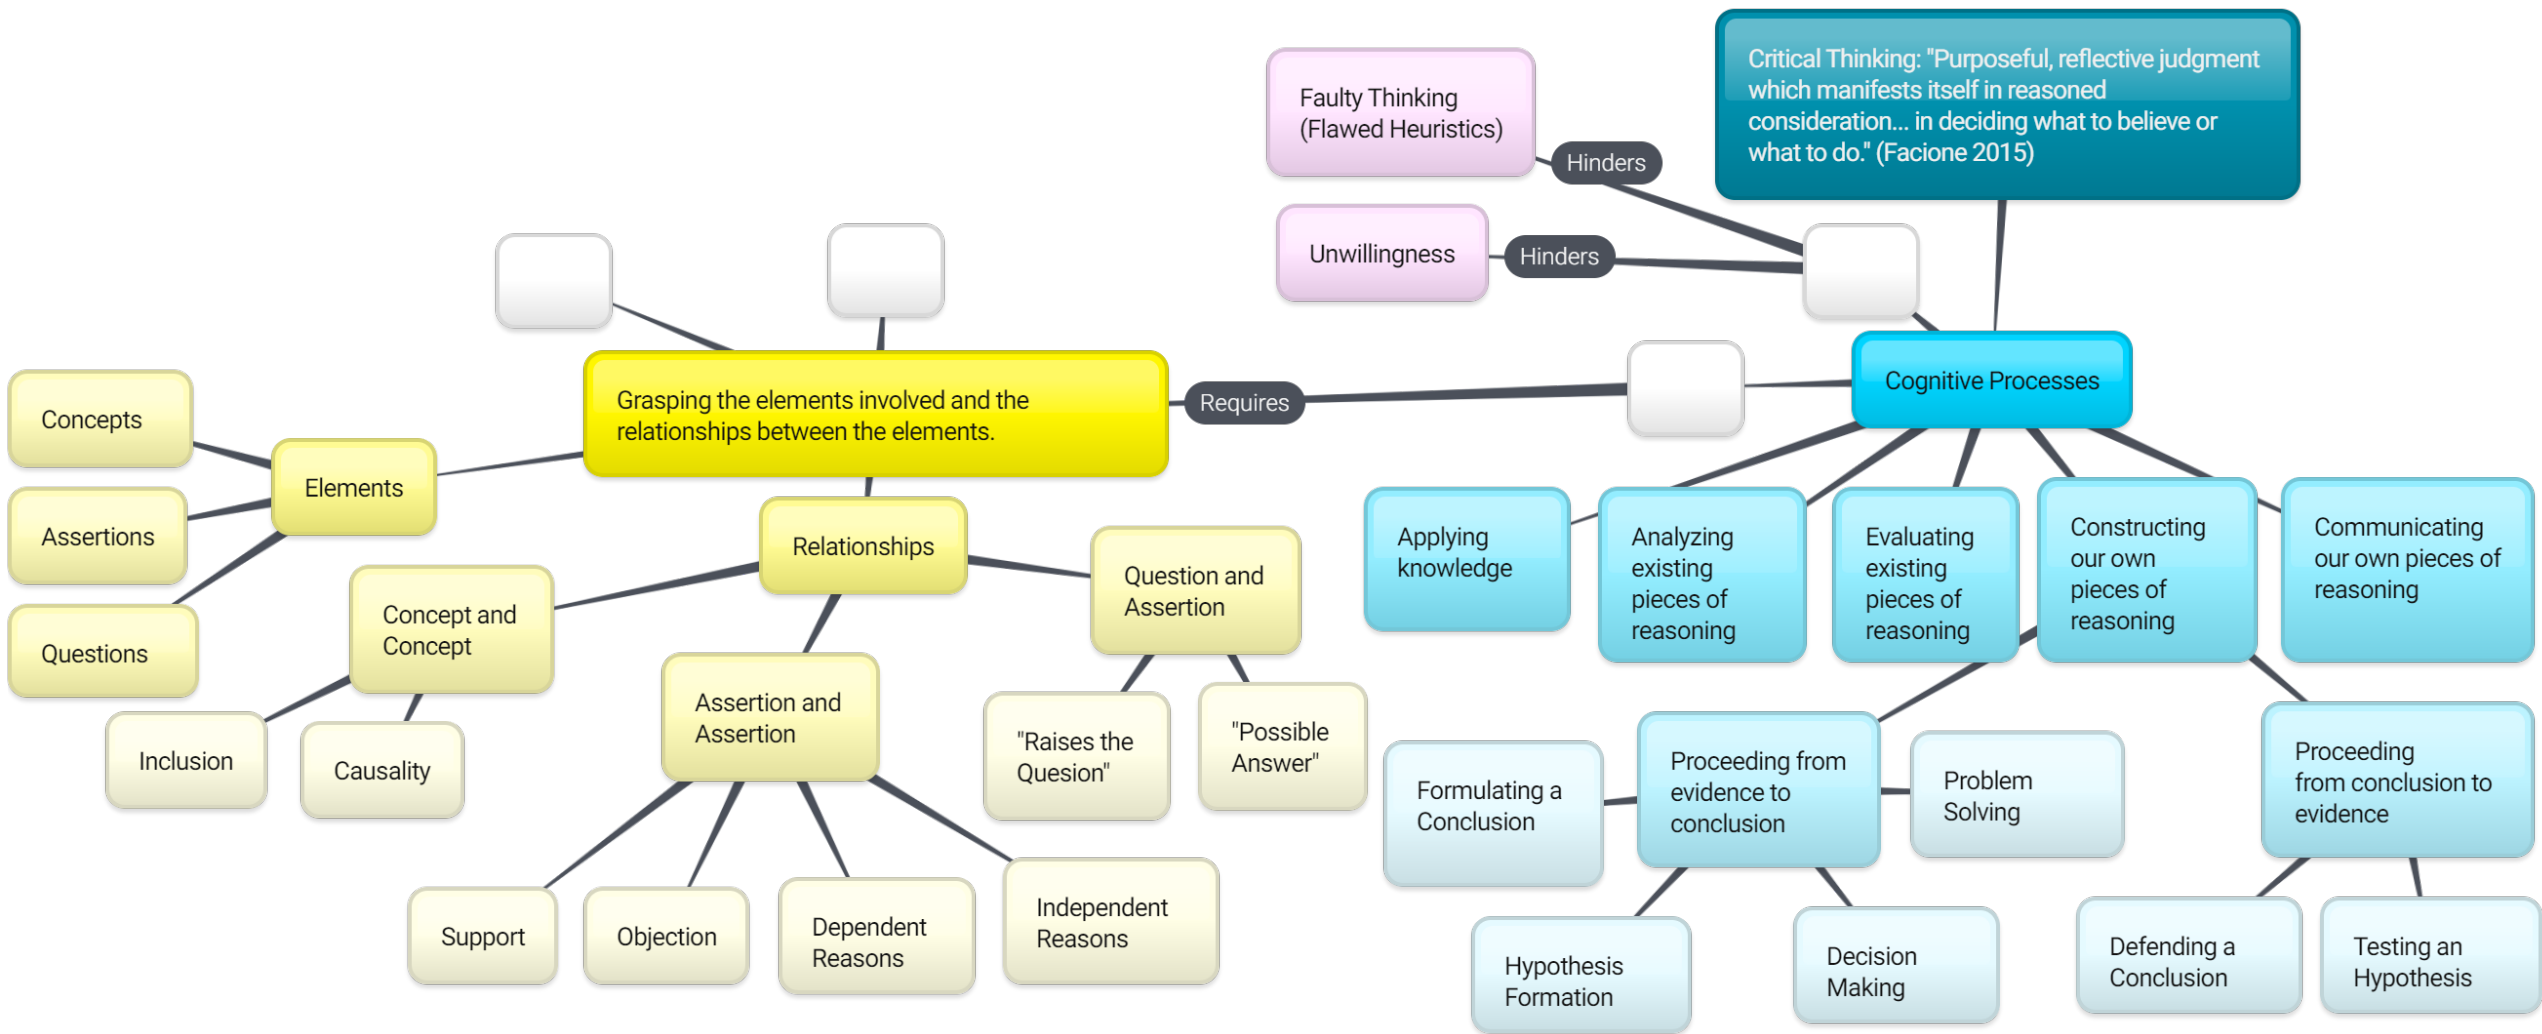 Critical Thinking: "Purposeful, reflective judgment
which manifests itself in reasoned
consideration... in deciding what to believe or
what to do." (Facione 2015)
Faulty Thinking
(Flawed Heuristics)
Hinders
Unwillingness
Hinders
Cognitive Processes
Requires
Grasping the elements involved and the
relationships between the elements.
Elements
Concepts
Assertions
Questions
Relationships
Concept and
Concept
Inclusion
Causality
Assertion and
Assertion
Support
Objection
Dependent
Reasons
Independent
Reasons
Question and
Assertion
"Raises the
Quesion"
"Possible
Answer"
Applying
knowledge
Analyzing
existing
pieces of
reasoning
Evaluating
existing
pieces of
reasoning
Constructing
our own
pieces of
reasoning
Communicating
our own pieces of
reasoning
Proceeding from
evidence to
conclusion
Formulating a
Conclusion
Hypothesis
Formation
Decision
Making
Problem
Solving
Proceeding
from conclusion to
evidence
Defending a
Conclusion
Testing an
Hypothesis